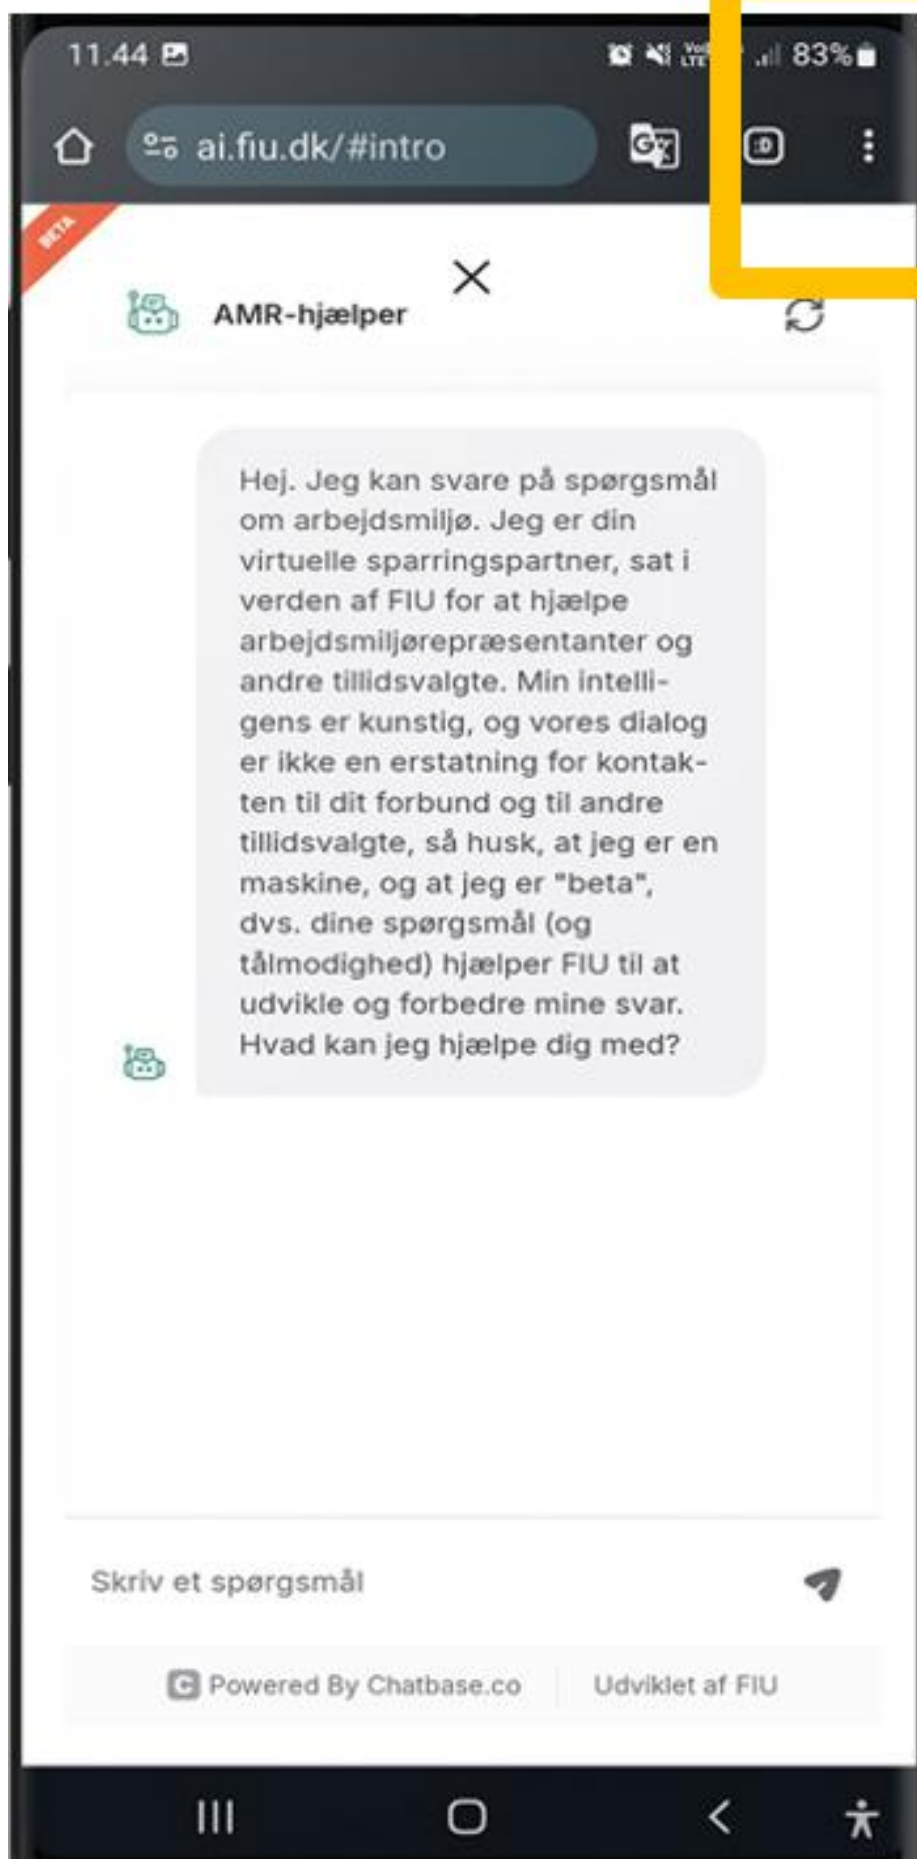 11.44
VoLTE 83%
ai.fiu.dk/#intro
BETA
AMR-hjælper
Hej. Jeg kan svare på spørgsmål
om arbejdsmiljø. Jeg er din
virtuelle sparringspartner, sat i
verden af FIU for at hjælpe
arbejdsmiljørepræsentanter og
andre tillidsvalgte. Min intelli-
gens er kunstig, og vores dialog
er ikke en erstatning for kontak-
ten til dit forbund og til andre
tillidsvalgte, så husk, at jeg er en
maskine, og at jeg er "beta",
dvs. dine spørgsmål (og
tålmodighed) hjælper FIU til at
udvikle og forbedre mine svar.
Hvad kan jeg hjælpe dig med?
Skriv et spørgsmål
Powered By Chatbase.co Udviklet af FIU